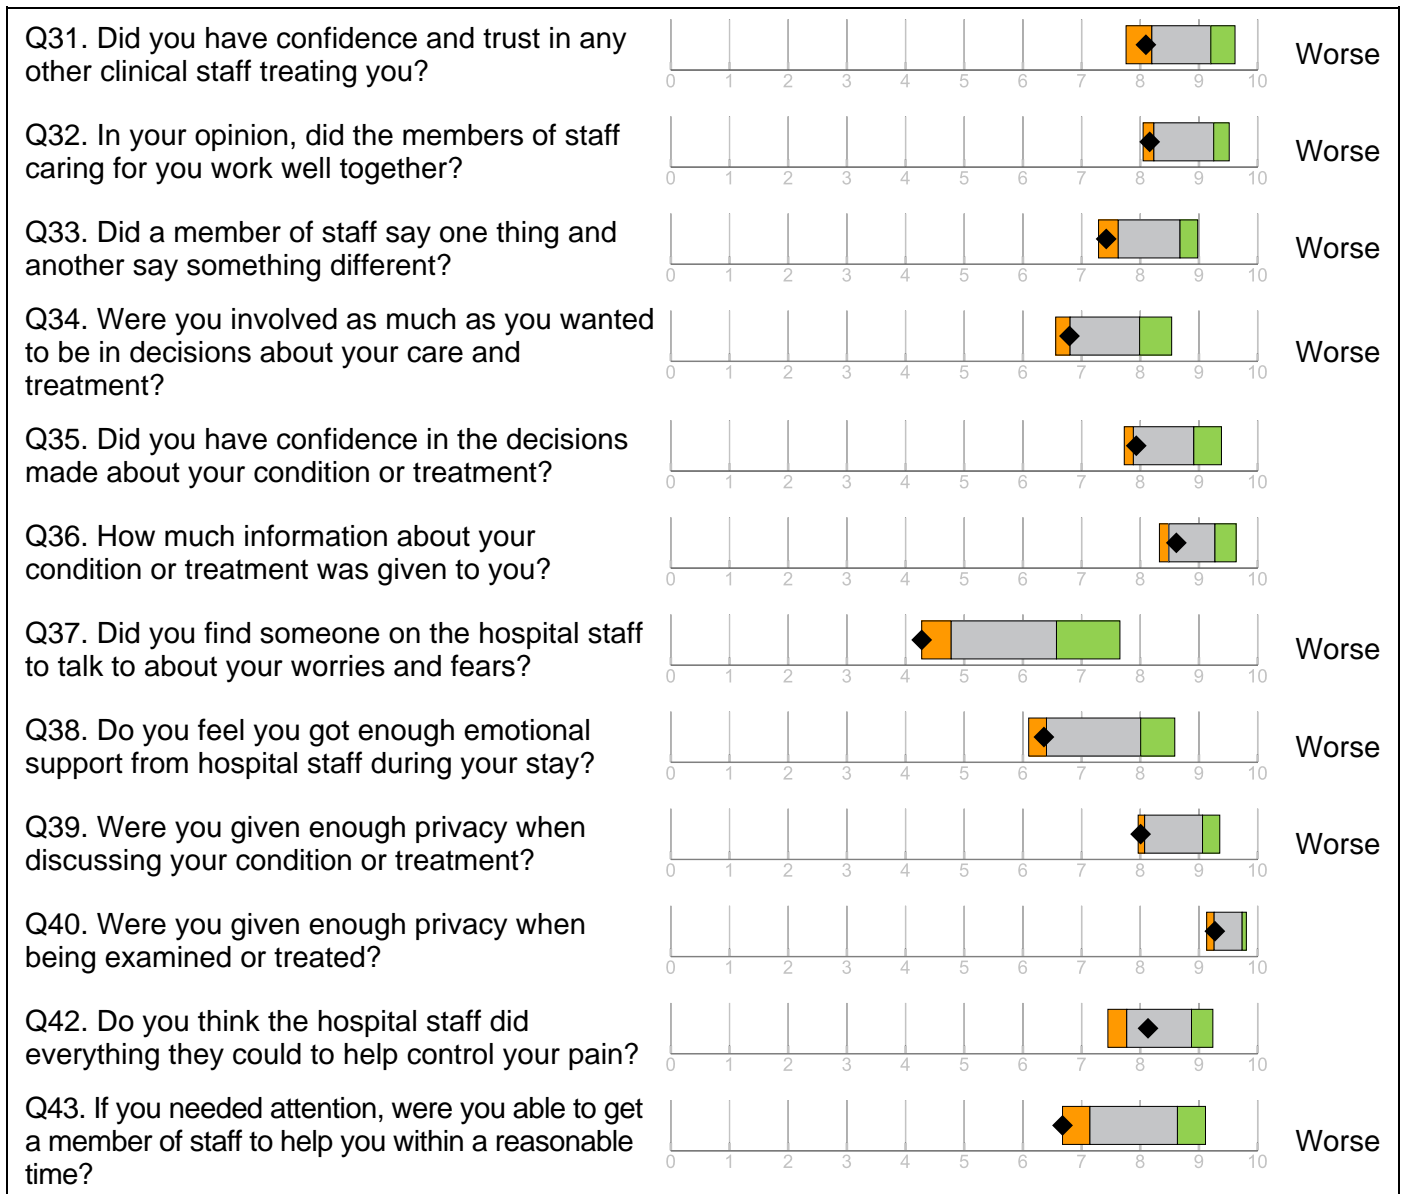 Q31. Did you have confidence and trust in any
other clinical staff treating you?
0 1 2 3 4 5 6 7 8 9 10
Worse
Q32. In your opinion, did the members of staff
caring for you work well together?
0 1 2 3 4 5 6 7 8 9 10
Worse
Q33. Did a member of staff say one thing and
another say something different?
0 1 2 3 4 5 6 7 8 9 10
Worse
Q34. Were you involved as much as you wanted
to be in decisions about your care and
treatment?
0 1 2 3 4 5 6 7 8 9 10
Worse
Q35. Did you have confidence in the decisions
made about your condition or treatment?
0 1 2 3 4 5 6 7 8 9 10
Q36. How much information about your
condition or treatment was given to you?
0 1 2 3 4 5 6 7 8 9 10
Q37. Did you find someone on the hospital staff
to talk to about your worries and fears?
0 1 2 3 4 5 6 7 8 9 10
Worse
Q38. Do you feel you got enough emotional
support from hospital staff during your stay?
0 1 2 3 4 5 6 7 8 9 10
Worse
Q39. Were you given enough privacy when
discussing your condition or treatment?
0 1 2 3 4 5 6 7 8 9 10
Worse
Q40. Were you given enough privacy when
being examined or treated?
0 1 2 3 4 5 6 7 8 9 10
Q42. Do you think the hospital staff did
everything they could to help control your pain?
0 1 2 3 4 5 6 7 8 9 10
Q43. If you needed attention, were you able to get
a member of staff to help you within a reasonable
time?
0 1 2 3 4 5 6 7 8 9 10
Worse